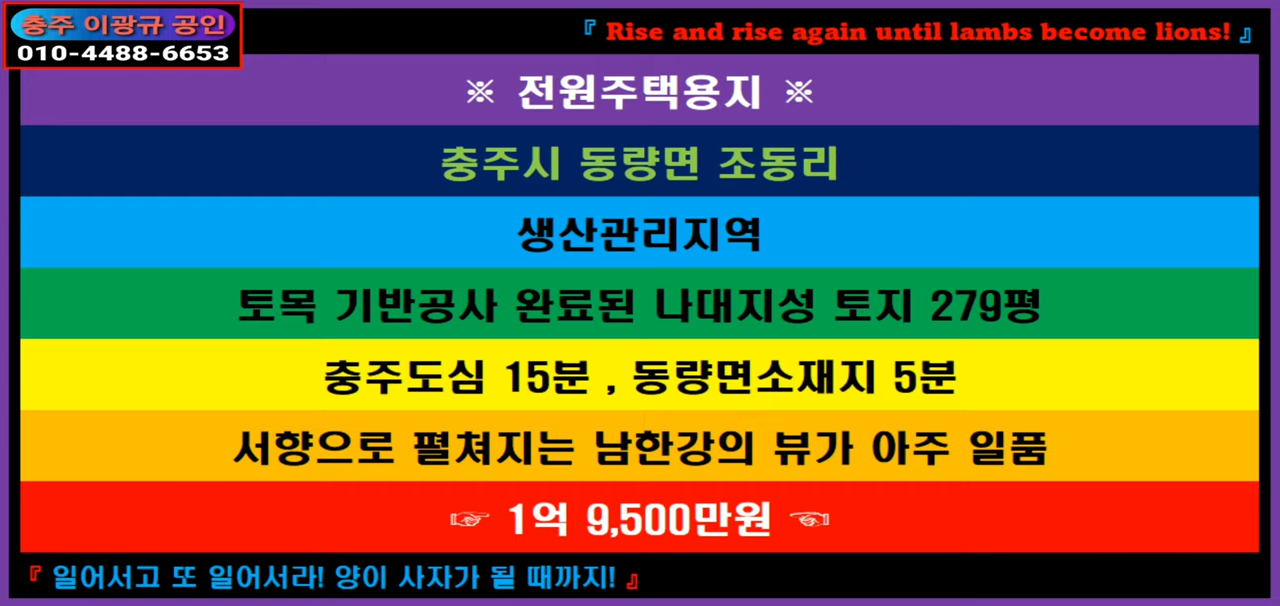 충주 이광규 공인
010-4488-6653
『 Rise and rise again until lambs become lions! 』
※ 전원주택용지 ※
충주시 동량면 조동리
생산관리지역
토목 기반공사 완료된 나대지성 토지 279평
충주도심 15분 , 동량면소재지 5분
서향으로 펼쳐지는 남한강의 뷰가 아주 일품
☞ 1억 9,500만원 ☜
『 일어서고 또 일어서라! 양이 사자가 될 때까지! 』